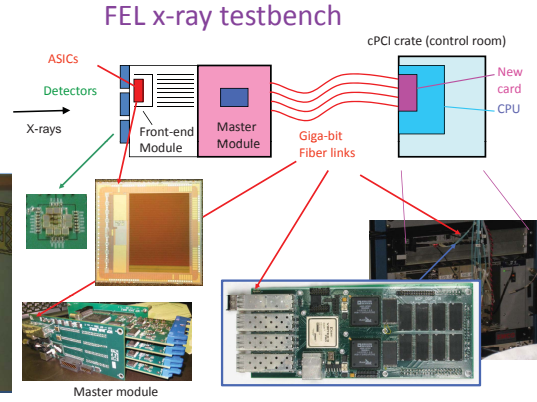 FEL x-ray testbench
cPCI crate (control room)
ASICs
Detectors
X-rays
Front-end
Module
Master
Module
Giga-bit
Fiber links
New
card
CPU
Master module